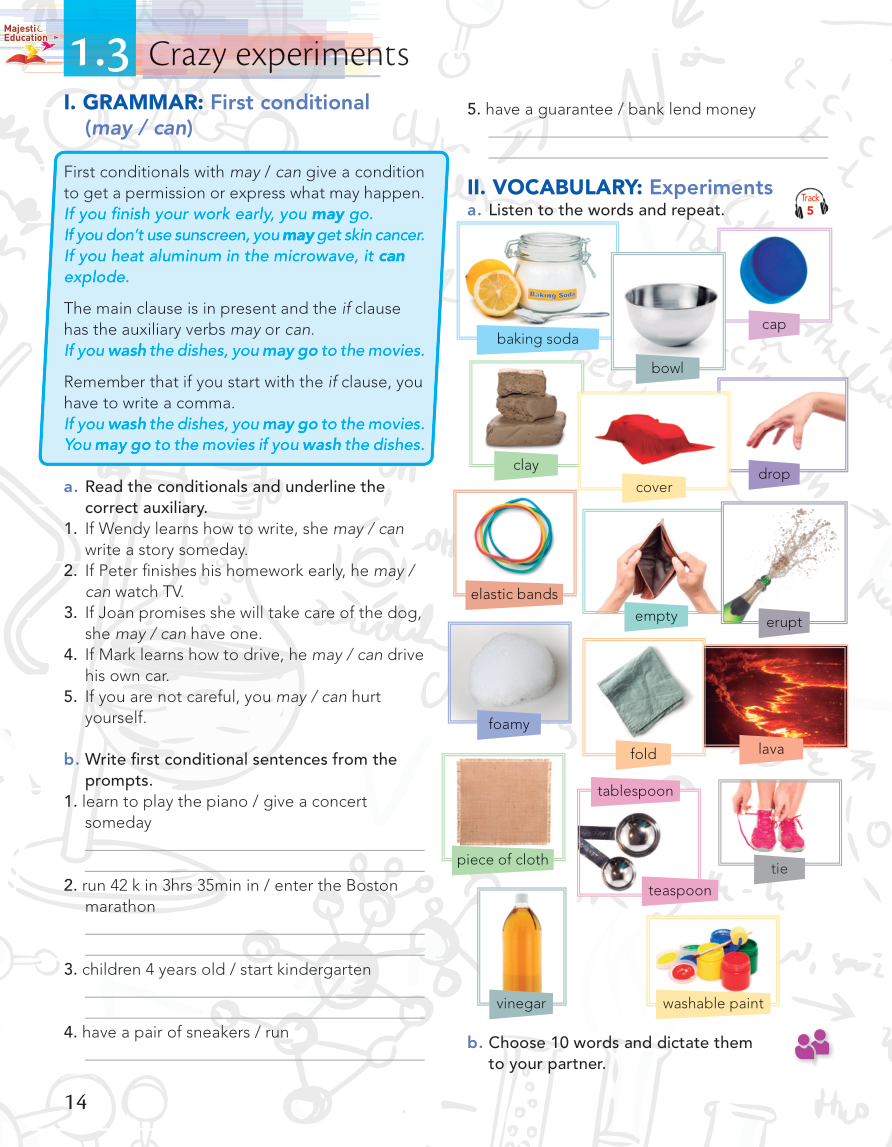 Majestic
Education
1.3 Crazy experiments
I. GRAMMAR: First conditional
(may / can)
First conditionals with may / can give a condition
to get a permission or express what may happen.
If you finish your work early, you may go.
If you don't use sunscreen, you may get skin cancer.
If you heat aluminum in the microwave, it can
explode.
The main clause is in present and the if clause
has the auxiliary verbs may or can.
If you wash the dishes, you may go to the movies.
Remember that if you start with the if clause, you
have to write a comma.
If you wash the dishes, you may go to the movies.
You may go to the movies if you wash the dishes.
a. Read the conditionals and underline the
correct auxiliary.
1. If Wendy learns how to write, she may / can
write a story someday.
2. If Peter finishes his homework early, he may /
can watch TV.
3. If Joan promises she will take care of the dog,
she may / can have one.
4. If Mark learns how to drive, he may / can drive
his own car.
5. If you are not careful, you may / can hurt
yourself.
b. Write first conditional sentences from the
prompts.
1. learn to play the piano / give a concert
someday
2. run 42 k in 3hrs 35min in / enter the Boston
marathon
3. children 4 years old / start kindergarten
4. have a pair of sneakers / run
14
5. have a guarantee / bank lend money
II. VOCABULARY: Experiments
a. Listen to the words and repeat.
Track
5
Baking Soda
baking soda
bowl
cap
clay
cover
drop
elastic bands
empty
erupt
foamy
fold
lava
piece of cloth
tablespoon
teaspoon
tie
vinegar
washable paint
b. Choose 10 words and dictate them
to your partner.